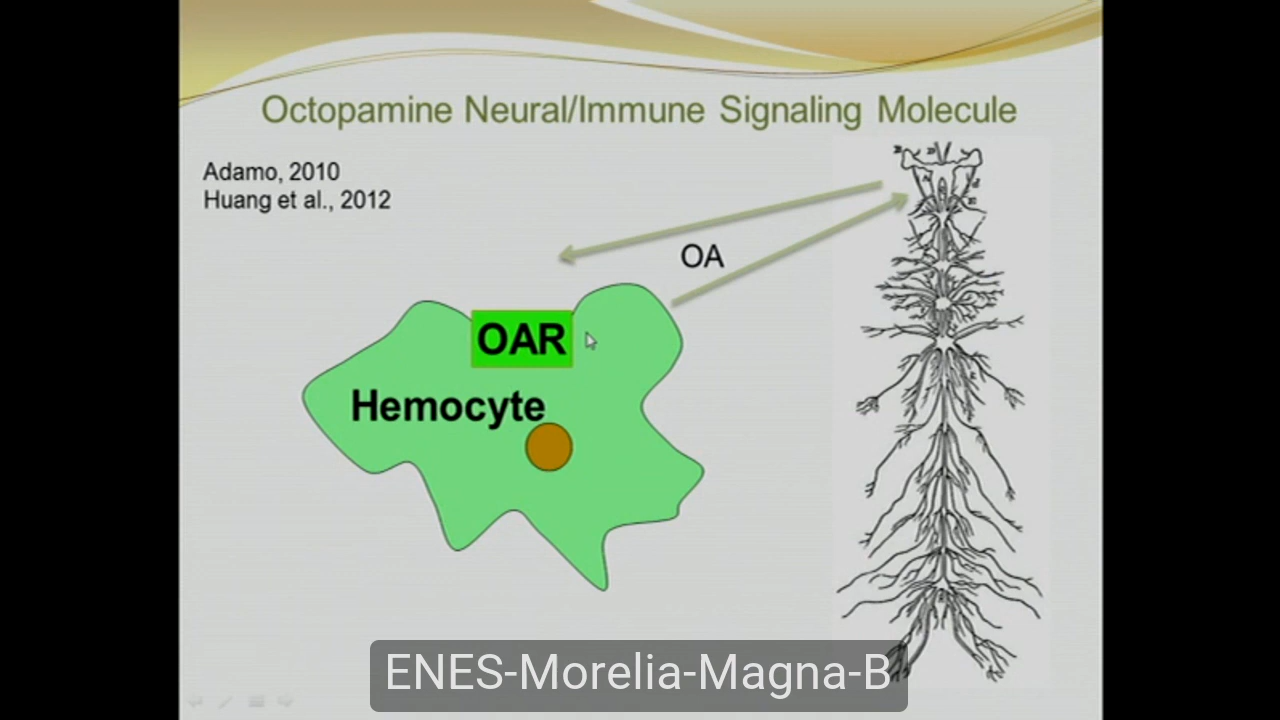 Octopamine Neural/Immune Signaling Molecule
Adamo, 2010
Huang et al., 2012
OA
OAR
Hemocyte
ENES-Morelia-Magna-B